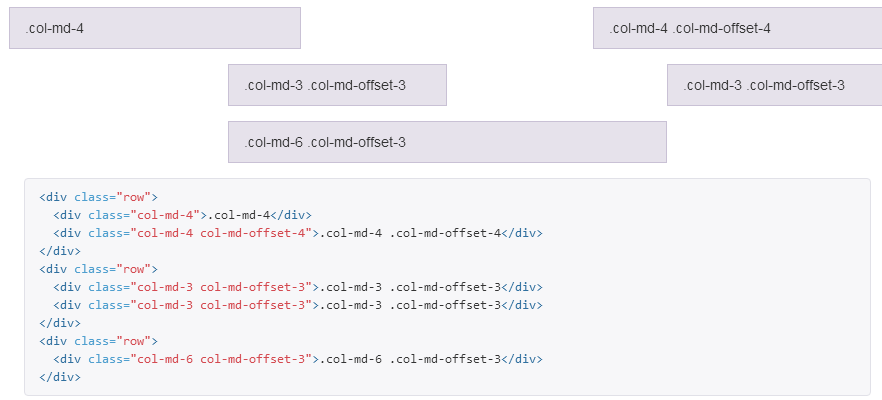 .col-md-4
.col-md-4 .col-md-offset-4
.col-md-3 .col-md-offset-3
.col-md-3 .col-md-offset-3
.col-md-6 .col-md-offset-3
<div class="row">
  <div class="col-md-4">.col-md-4</div>
  <div class="col-md-4 col-md-offset-4">.col-md-4 .col-md-offset-4</div>
</div>
<div class="row">
  <div class="col-md-3 col-md-offset-3">.col-md-3 .col-md-offset-3</div>
  <div class="col-md-3 col-md-offset-3">.col-md-3 .col-md-offset-3</div>
</div>
<div class="row">
  <div class="col-md-6 col-md-offset-3">.col-md-6 .col-md-offset-3</div>
</div>